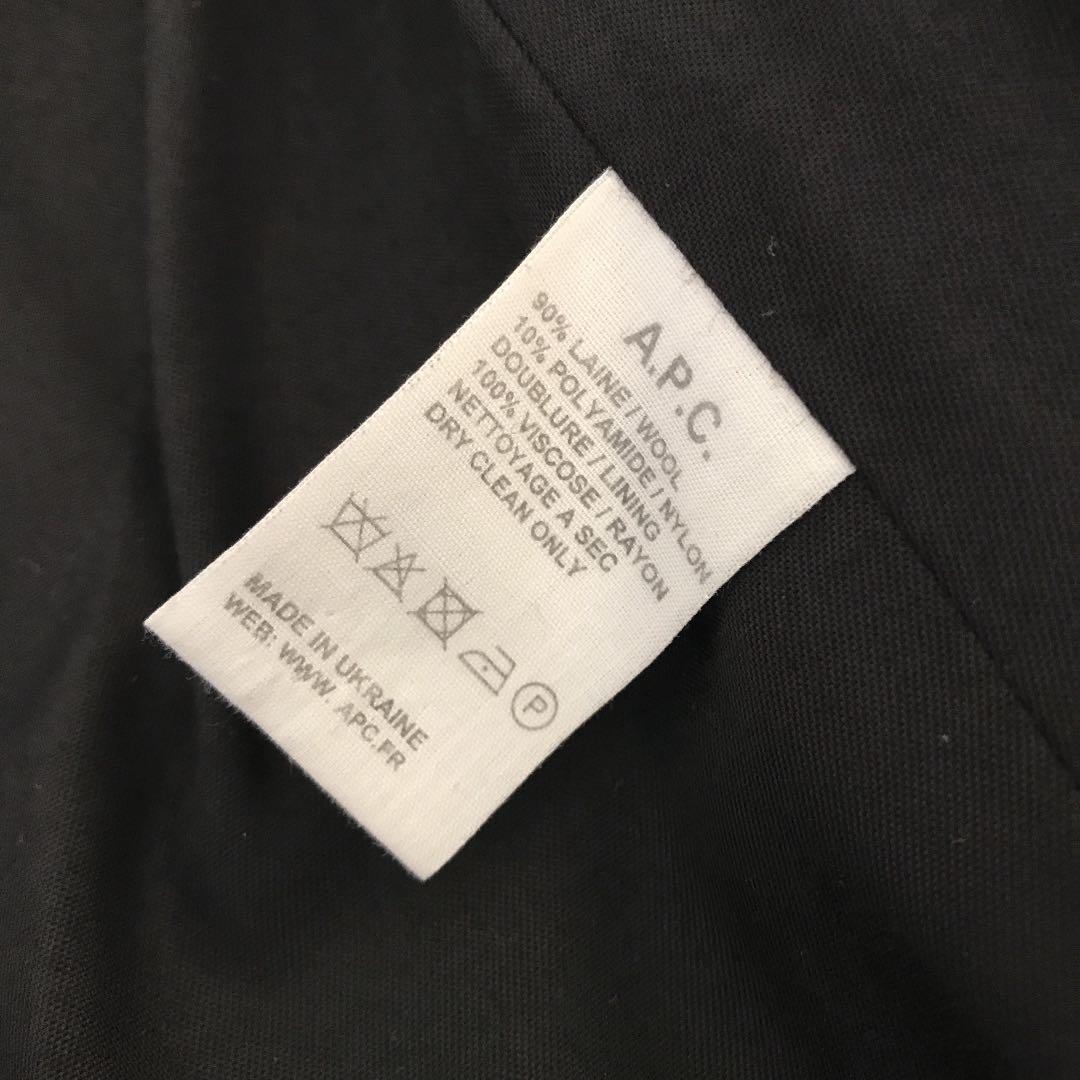 A.P.C.
90% LAINE / WOOL
10% POLYAMIDE / NYLON
DOUBLURE / LINING
100% VISCOSE / RAYON
NETTOYAGE A SEC
DRY CLEAN ONLY
P
MADE IN UKRAINE
WEB: WWW. APC.FR